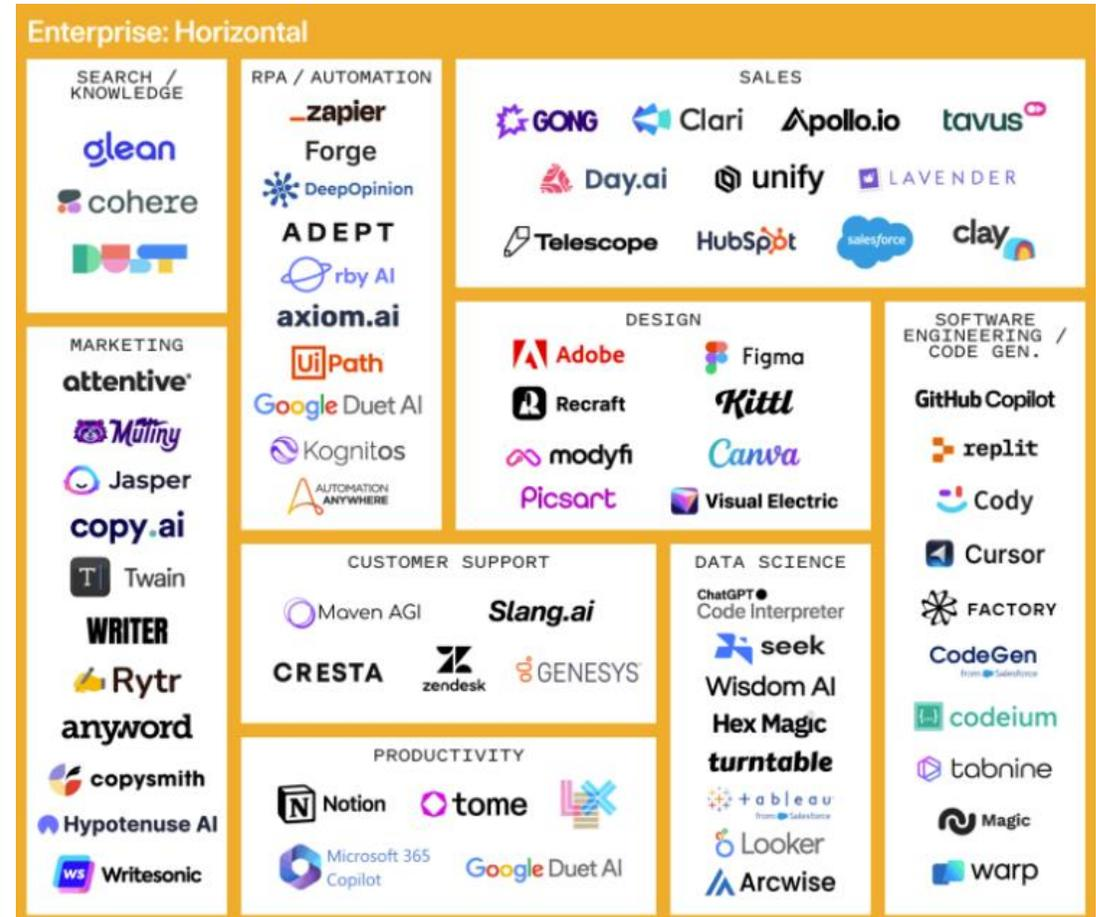 Enterprise: Horizontal
SEARCH /
KNOWLEDGE
glean
cohere
DUST
RPA / AUTOMATION
_zapier
Forge
DeepOpinion
ADEPT
rby AI
axiom.ai
UiPath
Google Duet AI
Kognitos
AUTOMATION
ANYWHERE
SALES
GONG
Clari
Apollo.io
tavus
Day.ai
unify
LAVENDER
Telescope
HubSpot
salesforce
clay
MARKETING
attentive
Mutiny
Jasper
copy.ai
T
Twain
WRITER
Rytr
anyword
copysmith
Hypotenuse AI
WS
Writesonic
DESIGN
Adobe
Figma
Recraft
Kittl
modyfi
Canva
Picsart
Visual Electric
SOFTWARE
ENGINEERING /
CODE GEN.
GitHub Copilot
replit
Cody
Cursor
FACTORY
CodeGen
from Salesforce
{...} codeium
tabnine
Magic
warp
CUSTOMER SUPPORT
Maven AGI
Slang.ai
CRESTA
zendesk
GENESYS
DATA SCIENCE
ChatGPT
Code Interpreter
seek
Wisdom AI
Hex Magic
turntable
tableau
from Salesforce
Looker
Arcwise
PRODUCTIVITY
N Notion
tome
LEX
Microsoft 365
Copilot
Google Duet AI